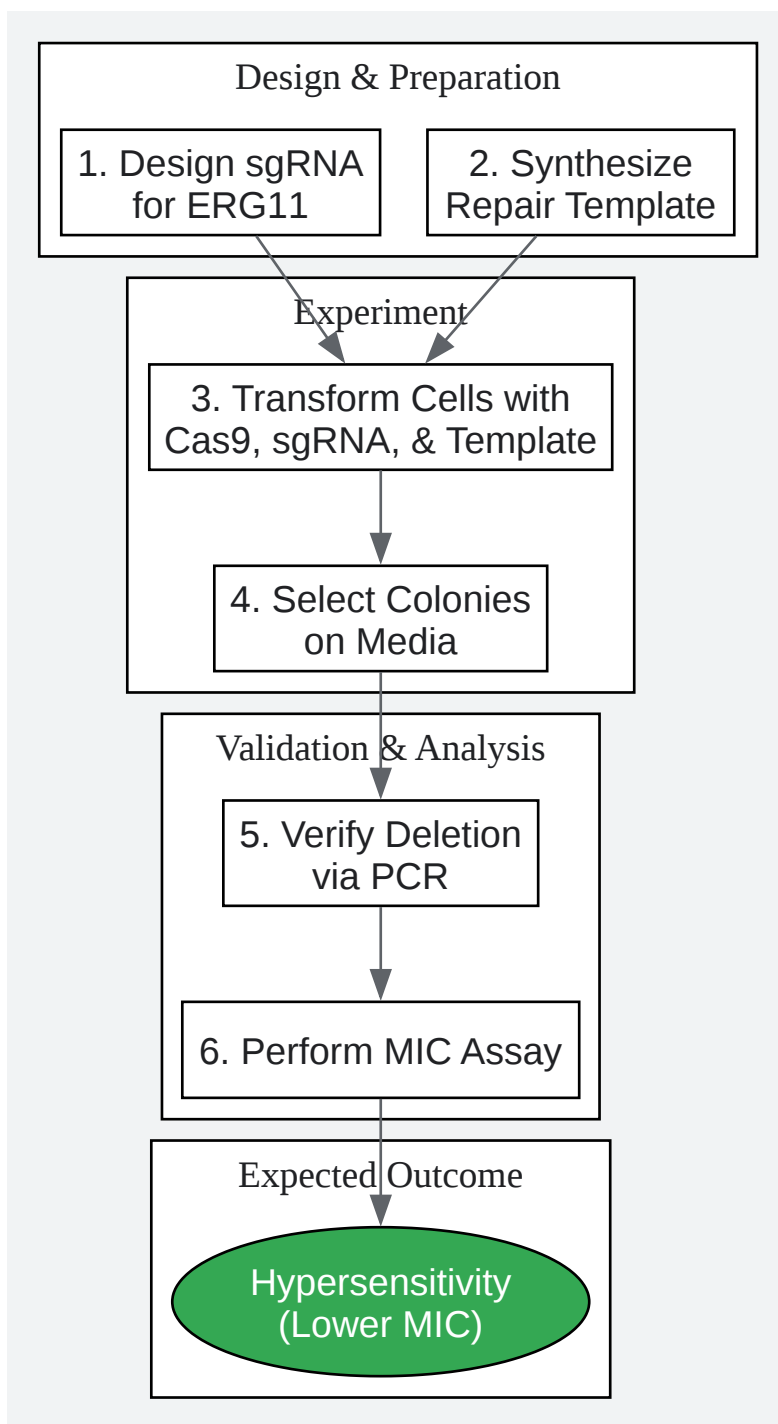 Design & Preparation
1. Design sgRNA
for ERG11
2. Synthesize
Repair Template
Experiment
3. Transform Cells with
Cas9, sgRNA, & Template
4. Select Colonies
on Media
Validation & Analysis
5. Verify Deletion
via PCR
6. Perform MIC Assay
Expected Outcome
Hypersensitivity
(Lower MIC)